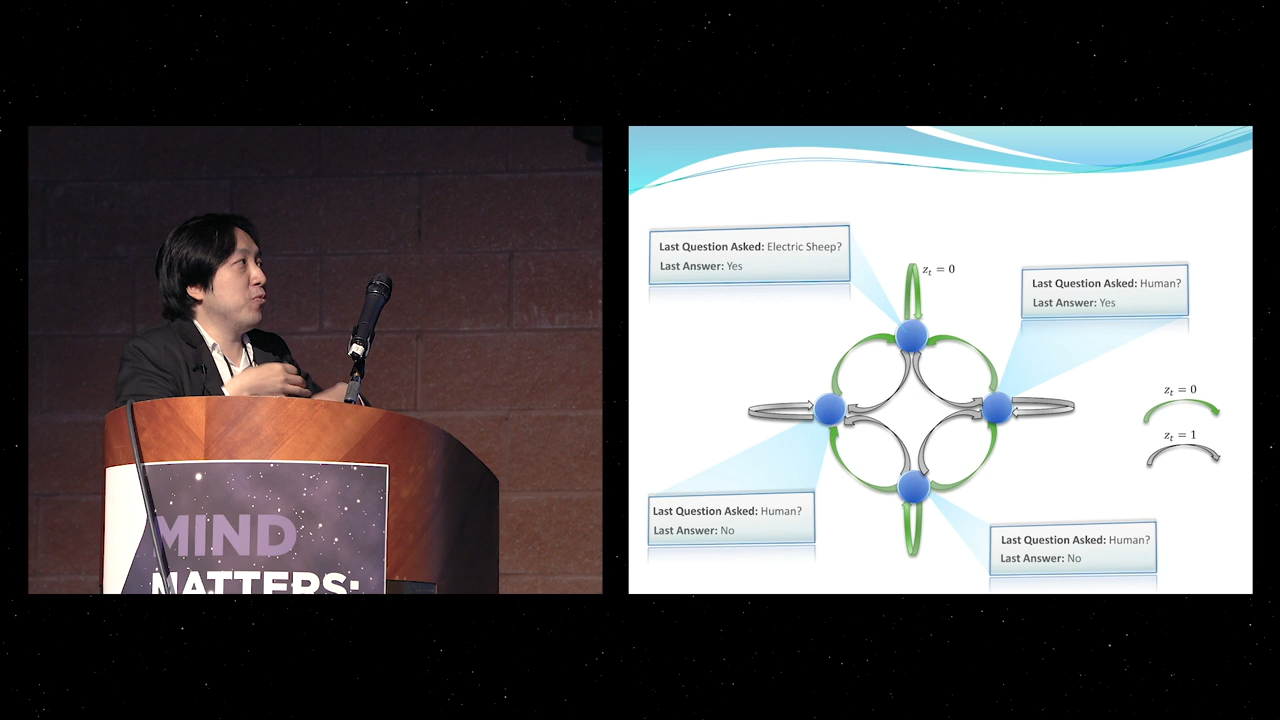 MIND
MATTERS:
Last Question Asked: Electric Sheep?
Last Answer: Yes
z_t = 0
Last Question Asked: Human?
Last Answer: Yes
z_t = 0
z_t = 1
Last Question Asked: Human?
Last Answer: No
Last Question Asked: Human?
Last Answer: No